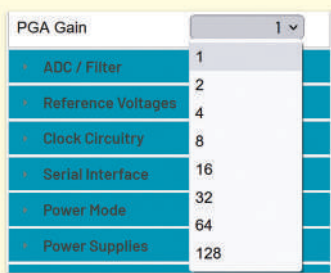 PGA Gain 1
1
ADC / Filter
2
Reference Voltages
4
Clock Circuitry
8
Serial Interface
16
32
Power Mode
64
Power Supplies
128